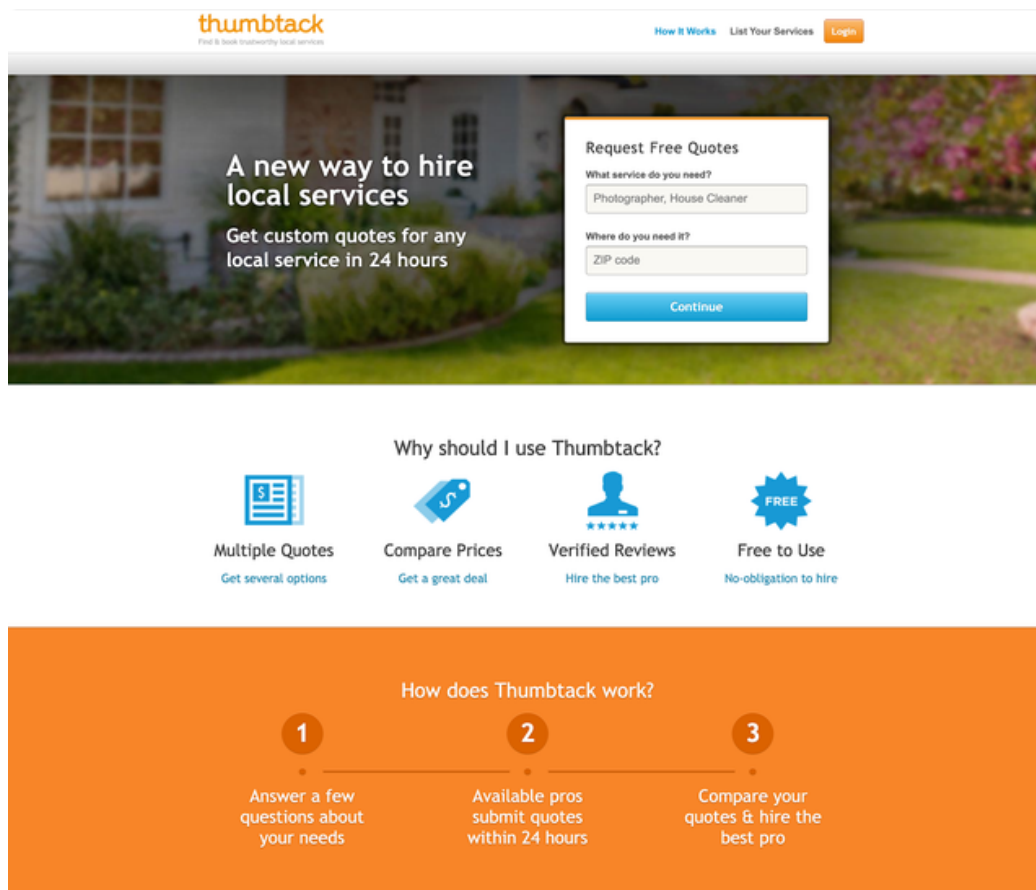 thumbtack
Find & book trustworthy local services
How It Works
List Your Services
Login
A new way to hire
local services
Get custom quotes for any
local service in 24 hours
Request Free Quotes
What service do you need?
Photographer, House Cleaner
Where do you need it?
ZIP code
Continue
Why should I use Thumbtack?
$
Multiple Quotes
Get several options
$
Compare Prices
Get a great deal
Verified Reviews
Hire the best pro
FREE
Free to Use
No-obligation to hire
How does Thumbtack work?
1
Answer a few
questions about
your needs
2
Available pros
submit quotes
within 24 hours
3
Compare your
quotes & hire the
best pro